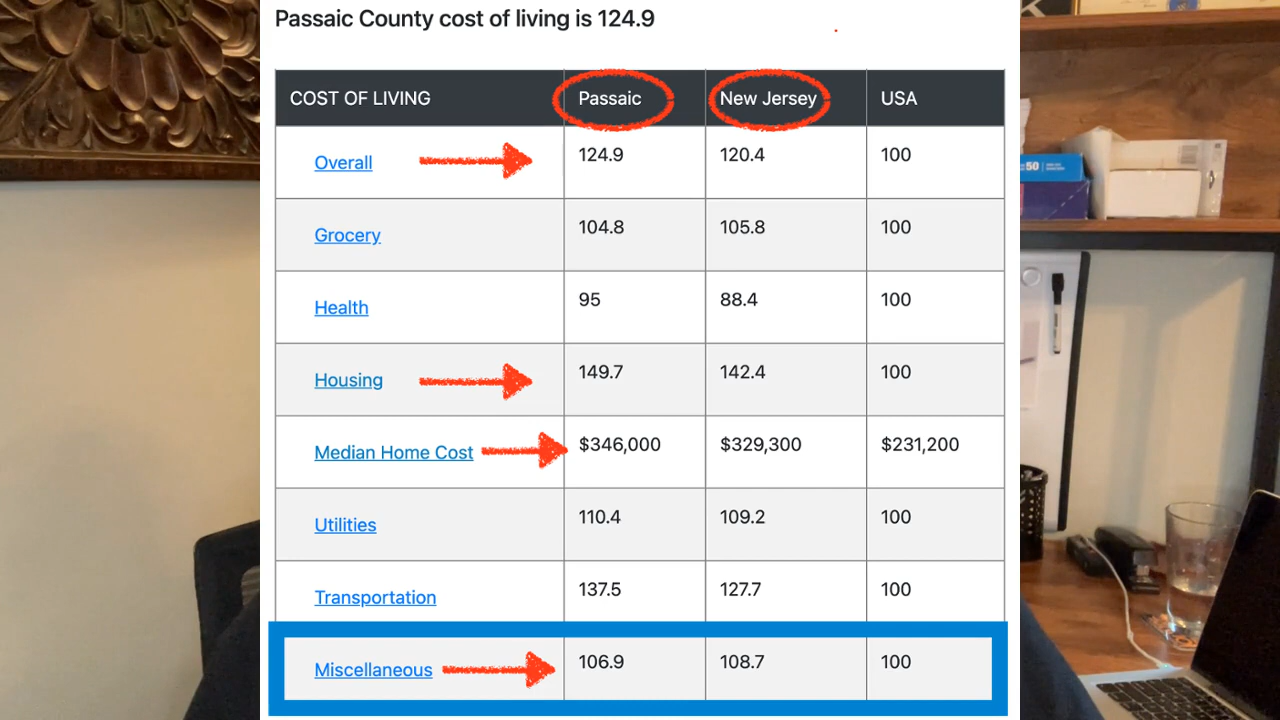 Passaic County cost of living is 124.9
COST OF LIVING Passaic New Jersey USA
Overall 124.9 120.4 100
Grocery 104.8 105.8 100
Health 95 88.4 100
Housing 149.7 142.4 100
Median Home Cost $346,000 $329,300 $231,200
Utilities 110.4 109.2 100
Transportation 137.5 127.7 100
Miscellaneous 106.9 108.7 100
50